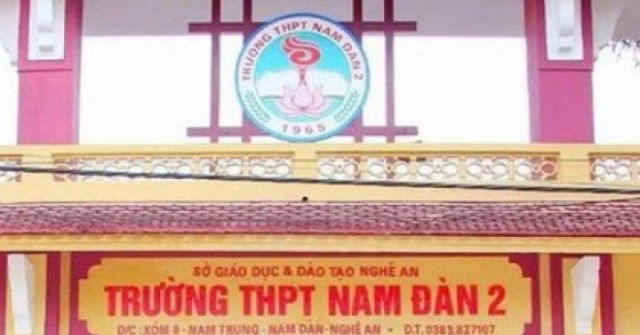 TRƯỜNG THPT NAM ĐÀN 2
1965
SỞ GIÁO DỤC & ĐÀO TẠO NGHỆ AN
TRƯỜNG THPT NAM ĐÀN 2
Đ/C: XÓM 6 - NAM TRUNG - NAM ĐÀN - NGHỆ AN - D.T. 0383.827107